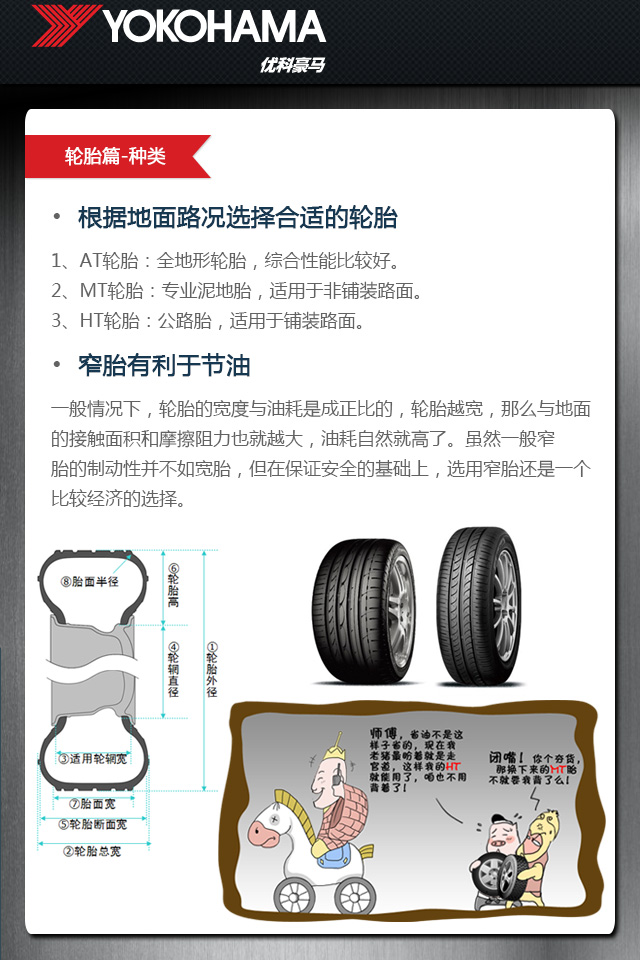 YOKOHAMA
优科豪马
轮胎篇-种类
• 根据地面路况选择合适的轮胎
1、AT轮胎：全地形轮胎，综合性能比较好。
2、MT轮胎：专业泥地胎，适用于非铺装路面。
3、HT轮胎：公路胎，适用于铺装路面。
• 窄胎有利于节油
一般情况下，轮胎的宽度与油耗是成正比的，轮胎越宽，那么与地面
的接触面积和摩擦阻力也就越大，油耗自然就高了。虽然一般窄
胎的制动性并不如宽胎，但在保证安全的基础上，选用窄胎还是一个
比较经济的选择。
⑧胎面半径
⑥轮胎高
④轮辋直径
①轮胎外径
③适用轮辋宽
⑦胎面宽
⑤轮胎断面宽
②轮胎总宽
师傅，省油不是这
样子省的，现在我
老猪最盼着就是走
官道，这样我的HT
就能用了，咱也不用
背着了！
闭嘴！你个夯货，
那换下来的MT胎
不就要我背了么！